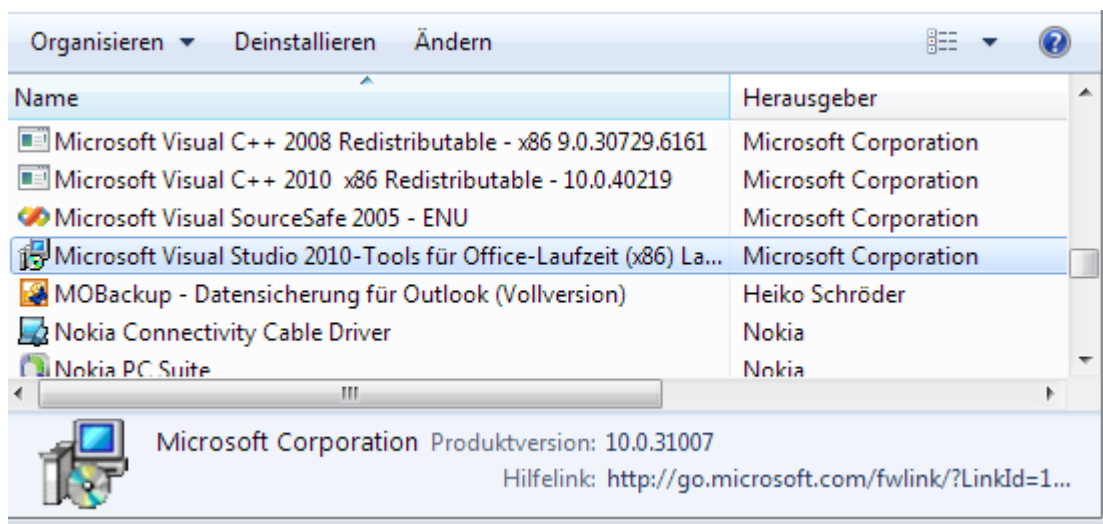 Organisieren Deinstallieren Ändern
Name Herausgeber
Microsoft Visual C++ 2008 Redistributable - x86 9.0.30729.6161 Microsoft Corporation
Microsoft Visual C++ 2010  x86 Redistributable - 10.0.40219 Microsoft Corporation
Microsoft Visual SourceSafe 2005 - ENU Microsoft Corporation
Microsoft Visual Studio 2010-Tools für Office-Laufzeit (x86) La... Microsoft Corporation
MOBackup - Datensicherung für Outlook (Vollversion) Heiko Schröder
Nokia Connectivity Cable Driver Nokia
Nokia PC Suite Nokia
Microsoft Corporation Produktversion: 10.0.31007
Hilfelink: http://go.microsoft.com/fwlink/?LinkId=1...